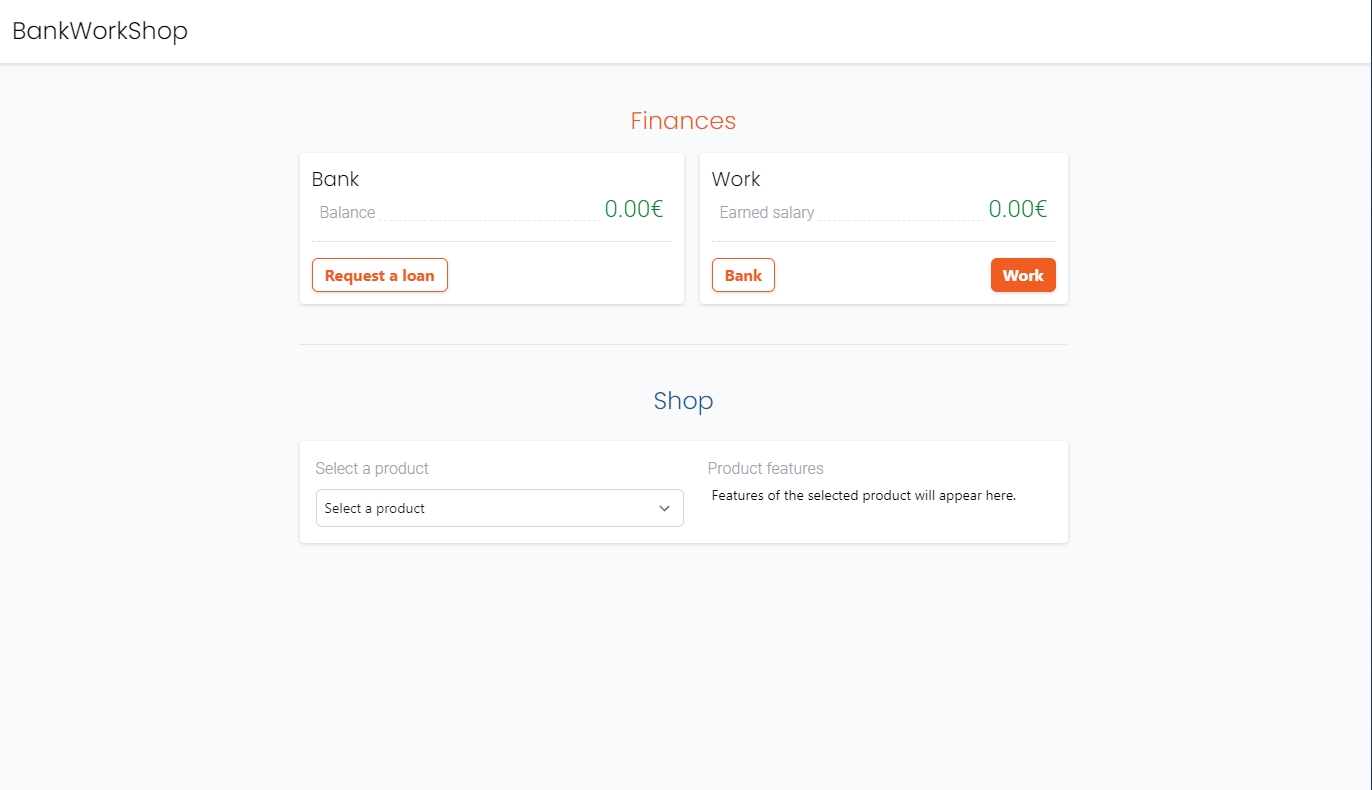 BankWorkShop
Finances
Bank
Balance 0.00€
Request a loan
Work
Earned salary 0.00€
Bank Work
Shop
Select a product
Select a product
Product features
Features of the selected product will appear here.